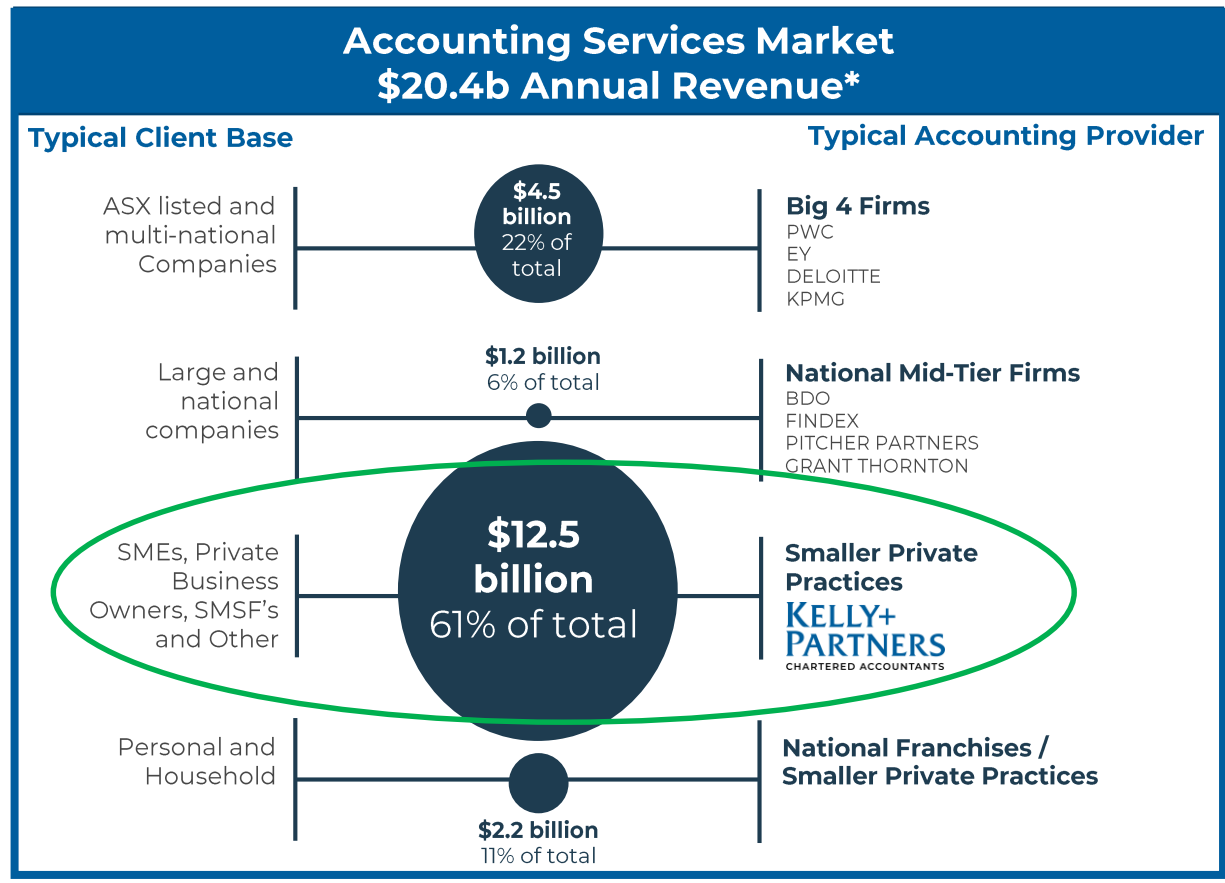 Accounting Services Market
$20.4b Annual Revenue*
Typical Client Base
Typical Accounting Provider
ASX listed and
multi-national
Companies
$4.5
billion
22% of
total
Big 4 Firms
PWC
EY
DELOITTE
KPMG
Large and
national
companies
$1.2 billion
6% of total
National Mid-Tier Firms
BDO
FINDEX
PITCHER PARTNERS
GRANT THORNTON
SMEs, Private
Business
Owners, SMSF's
and Other
$12.5
billion
61% of total
Smaller Private
Practices
KELLY+
PARTNERS
CHARTERED ACCOUNTANTS
Personal and
Household
$2.2 billion
11% of total
National Franchises /
Smaller Private Practices